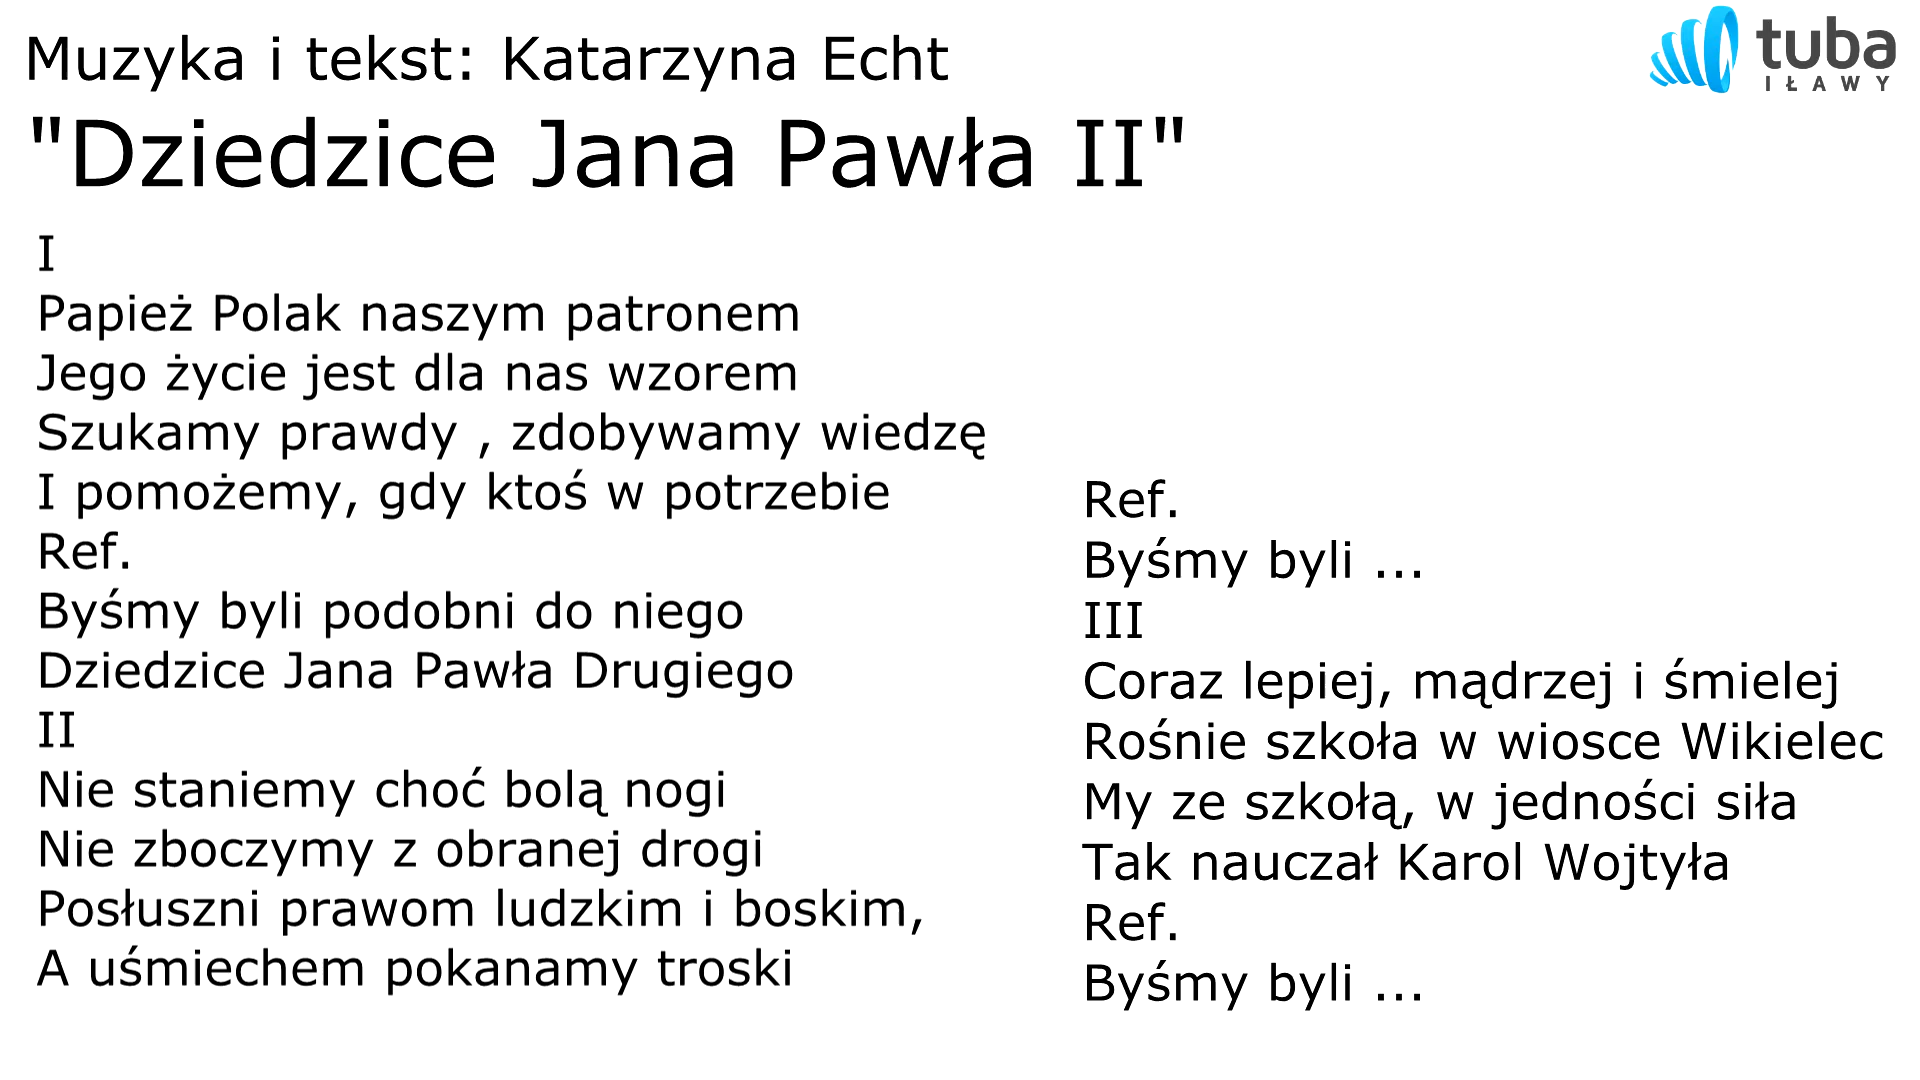 Muzyka i tekst: Katarzyna Echt
"Dziedzice Jana Pawła II"
tuba
IŁAWY
I
Papież Polak naszym patronem
Jego życie jest dla nas wzorem
Szukamy prawdy , zdobywamy wiedzę
I pomożemy, gdy ktoś w potrzebie
Ref.
Byśmy byli podobni do niego
Dziedzice Jana Pawła Drugiego
II
Nie staniemy choć bolą nogi
Nie zboczymy z obranej drogi
Posłuszni prawom ludzkim i boskim,
A uśmiechem pokanamy troski
Ref.
Byśmy byli ...
III
Coraz lepiej, mądrzej i śmielej
Rośnie szkoła w wiosce Wikielec
My ze szkołą, w jedności siła
Tak nauczał Karol Wojtyła
Ref.
Byśmy byli ...